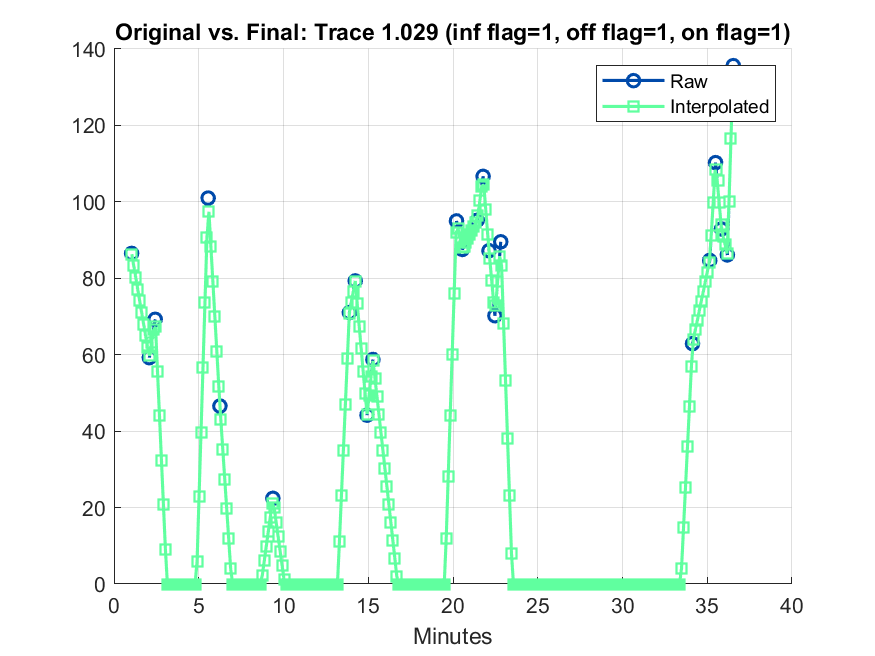 Original vs. Final: Trace 1.029 (inf flag=1, off flag=1, on flag=1)
140
120
100
80
60
40
20
0
Raw
Interpolated
0 5 10 15 20 25 30 35 40
Minutes